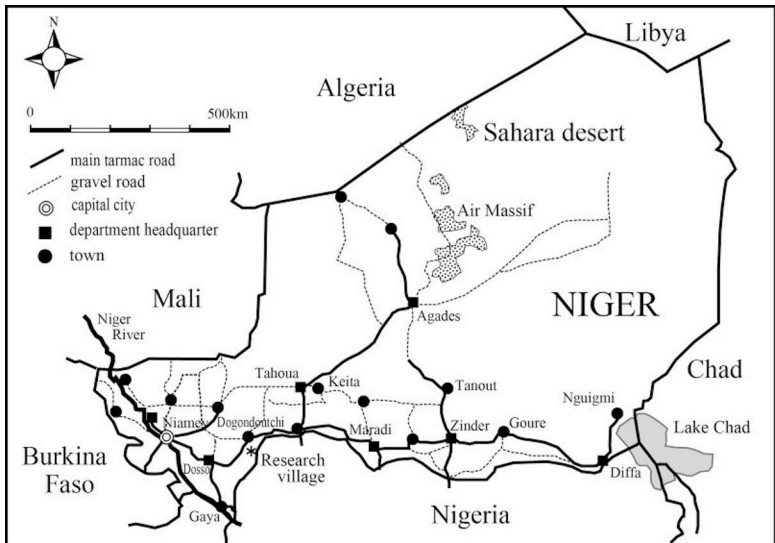 N
Libya
Algeria
0 500km
Sahara desert
main tarmac road
gravel road
capital city
department headquarter
town
Air Massif
Mali
NIGER
Niger
River
Agades
Chad
Tahoua
Keita
Tanout
Nguigmi
Niamey
Dogondoutchi
Maradi
Zinder
Goure
Lake Chad
Burkina
Faso
Dosso
* Research
village
Diffa
Gaya
Nigeria